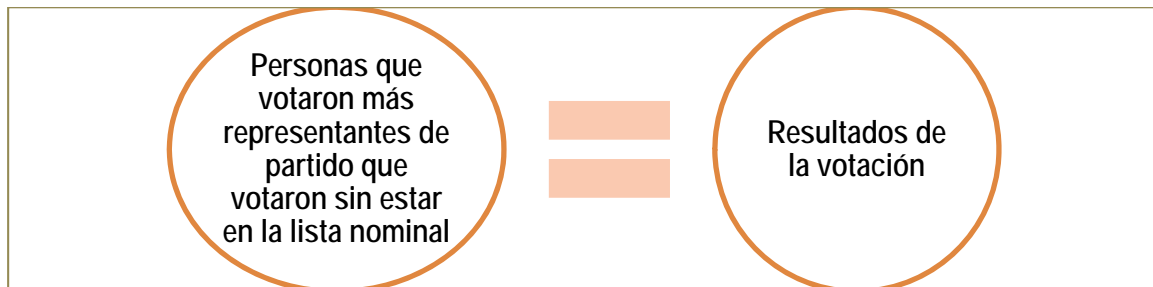 Personas que
votaron más
representantes de
partido que
votaron sin estar
en la lista nominal
Resultados de
la votación